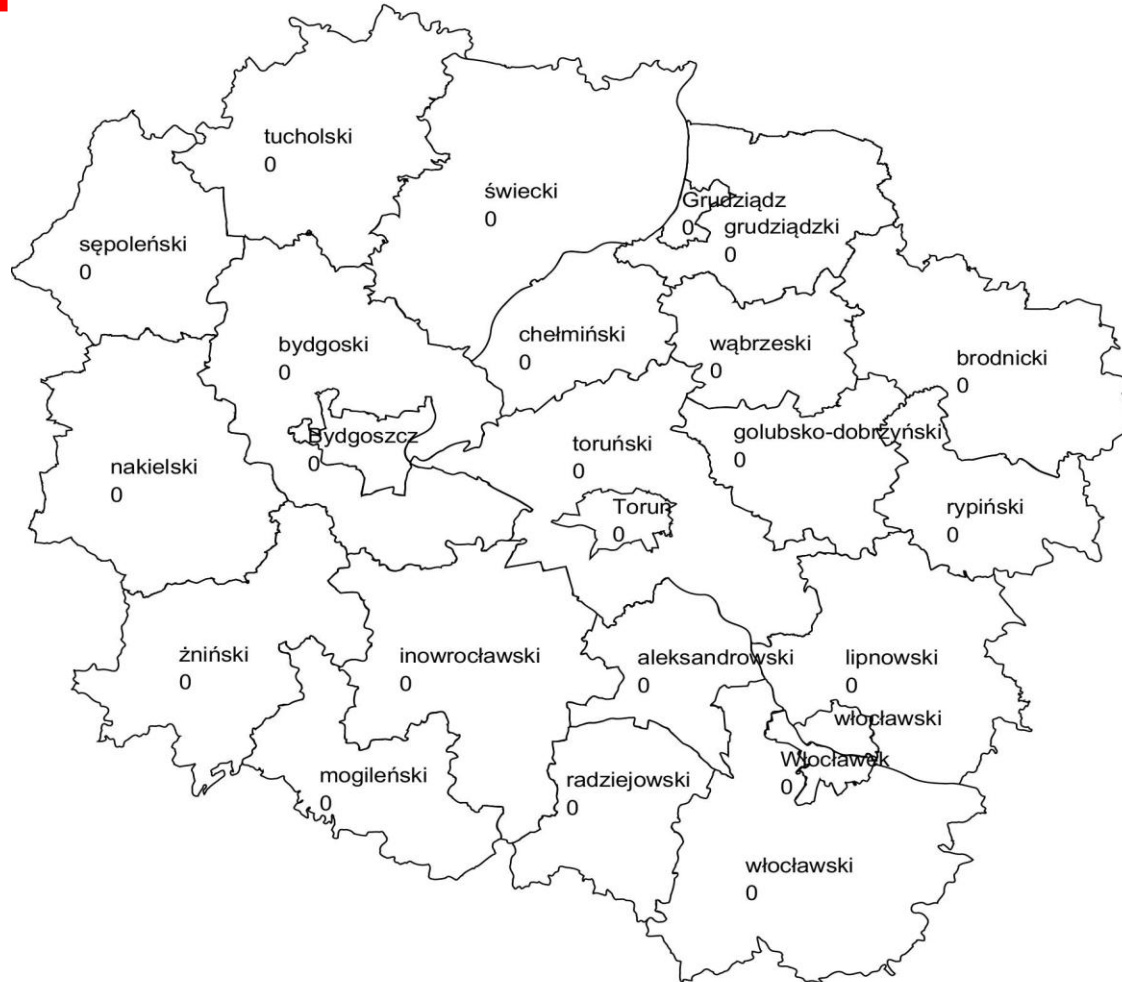 tucholski
0
świecki
0
Grudziądz
0
grudziądzki
0
sępoleński
0
bydgoski
0
chełmiński
0
wąbrzeski
0
brodnicki
0
Bydgoszcz
0
toruński
0
golubsko-dobrzyński
0
nakielski
0
Toruń
0
rypiński
0
żniński
0
inowrocławski
0
aleksandrowski
0
lipnowski
0
włocławski
Włocławek
0
mogileński
0
radziejowski
0
włocławski
0